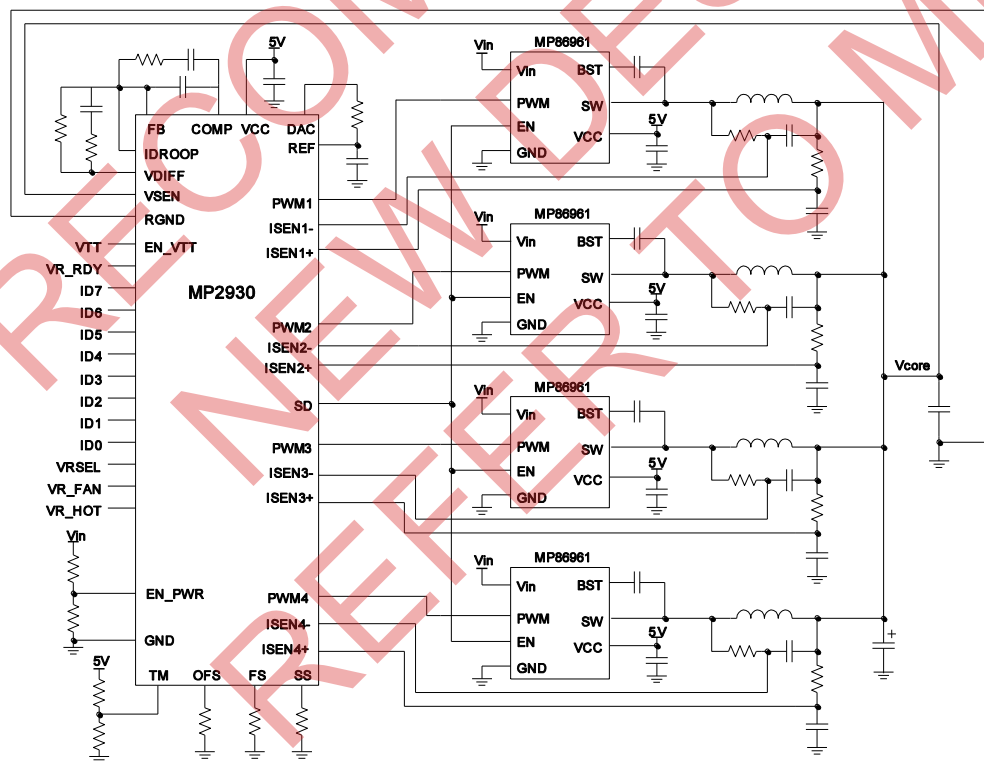 5V
FB
COMP
VCC
DAC
REF
IDROOP
VDIFF
VSEN
RGND
VTT
EN_VTT
VR_RDY
ID7
ID6
ID5
ID4
ID3
ID2
ID1
ID0
VRSEL
VR_FAN
VR_HOT
Vin
EN_PWR
GND
5V
TM
OFS
FS
SS
MP2930
PWM1
ISEN1-
ISEN1+
PWM2
ISEN2-
ISEN2+
SD
PWM3
ISEN3-
ISEN3+
PWM4
ISEN4-
ISEN4+
MP86961
Vin
Vin
BST
PWM
SW
EN
VCC
5V
GND
MP86961
Vin
Vin
BST
PWM
SW
EN
VCC
5V
GND
MP86961
Vin
Vin
BST
PWM
SW
EN
VCC
5V
GND
MP86961
Vin
Vin
BST
PWM
SW
EN
VCC
5V
GND
Vcore
+
NEW DE
REFER TO M
RECOM